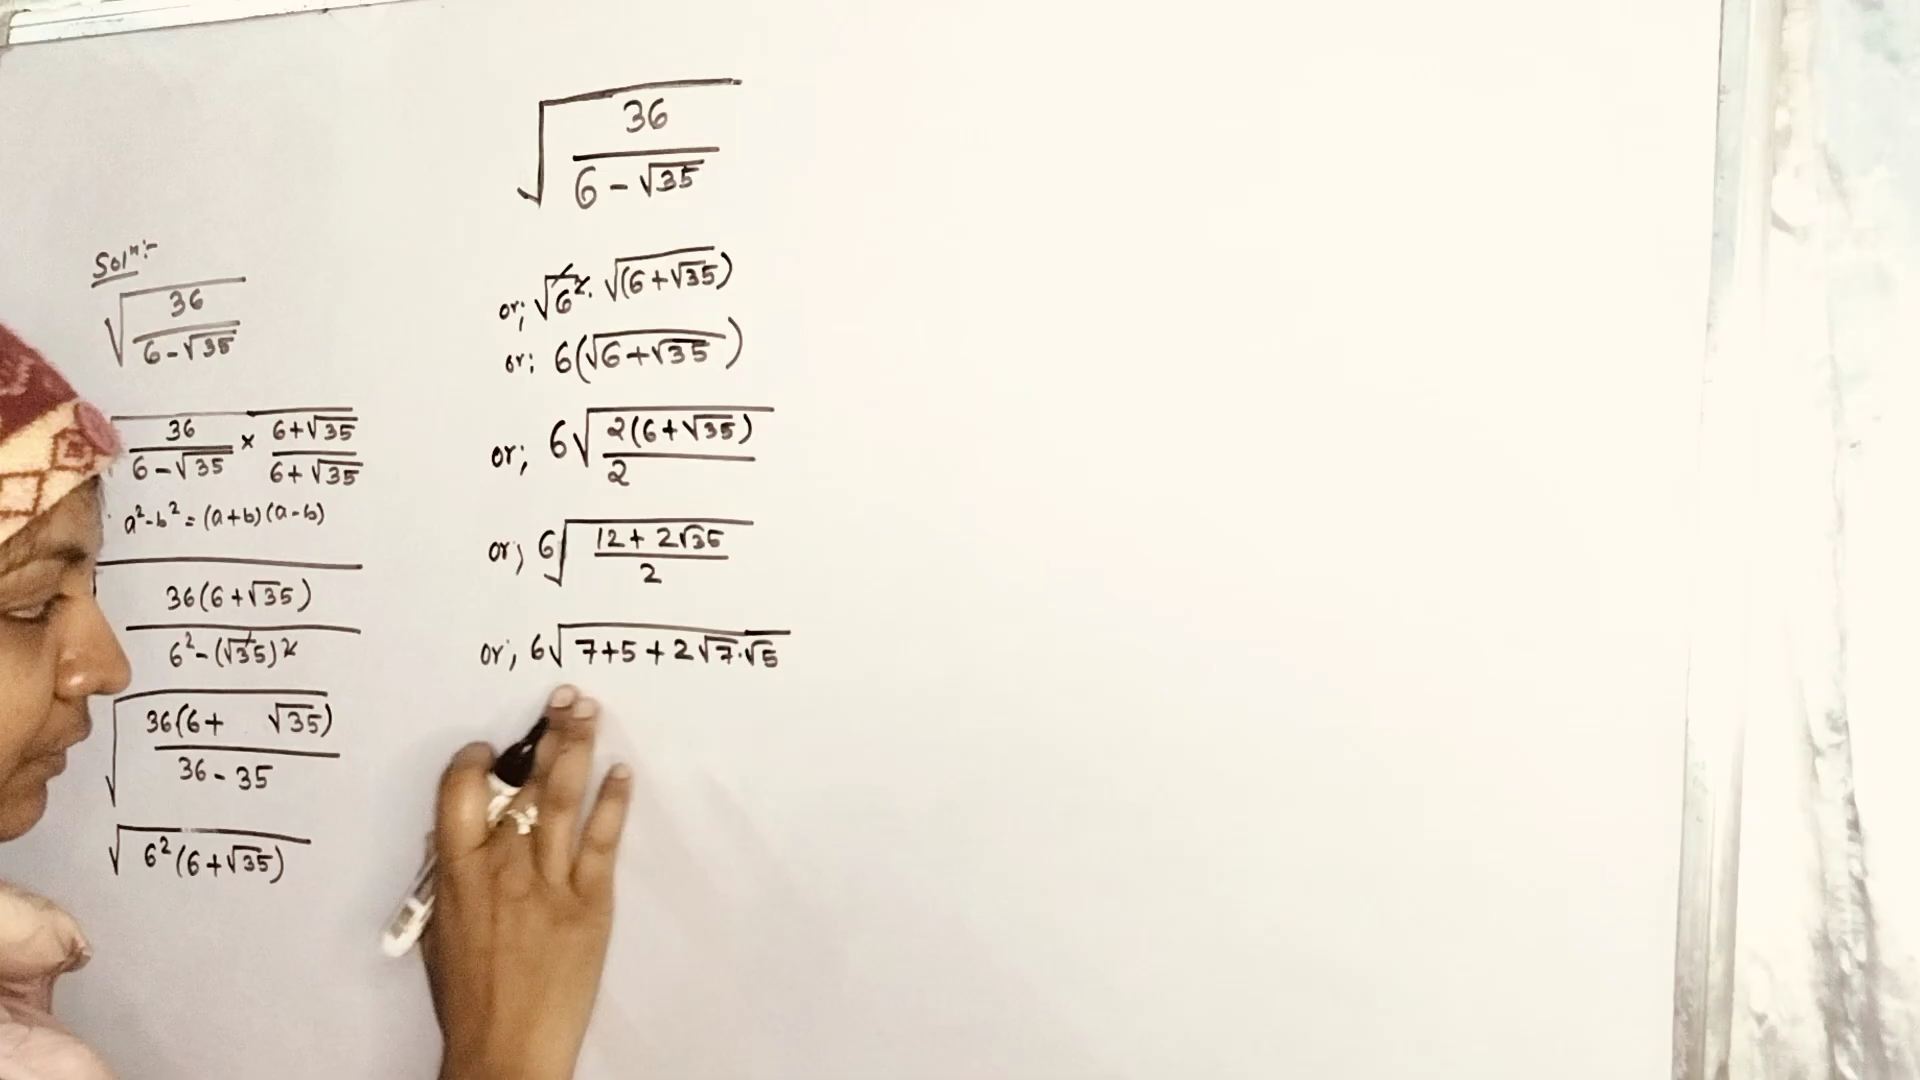 √(36/(6-√35))
Solⁿ:-
√(36/(6-√35))
√(36/(6-√35) × (6+√35)/(6+√35))
a²-b² = (a+b)(a-b)
√(36(6+√35)/(6²-(√35)²))
√(36(6+ √35)/(36-35))
√(6²(6+√35))
or; √6². √(6+√35)
or; 6(√6+√35)
or; 6√(2(6+√35)/2)
or; 6√((12+2√35)/2)
or; 6√(7+5+2√7.√5)